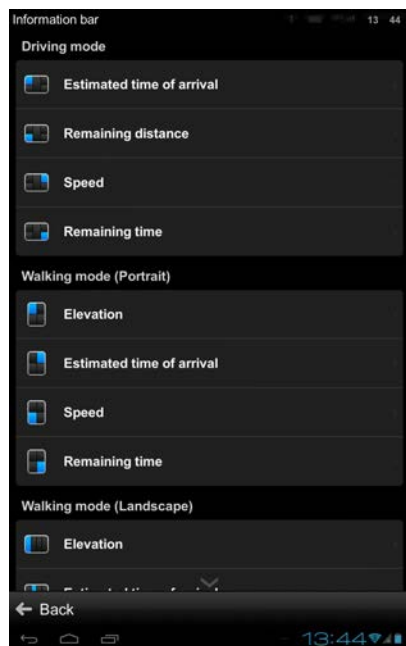 Information bar
13 44
Driving mode
Estimated time of arrival
Remaining distance
Speed
Remaining time
Walking mode (Portrait)
Elevation
Estimated time of arrival
Speed
Remaining time
Walking mode (Landscape)
Elevation
Back
13:44